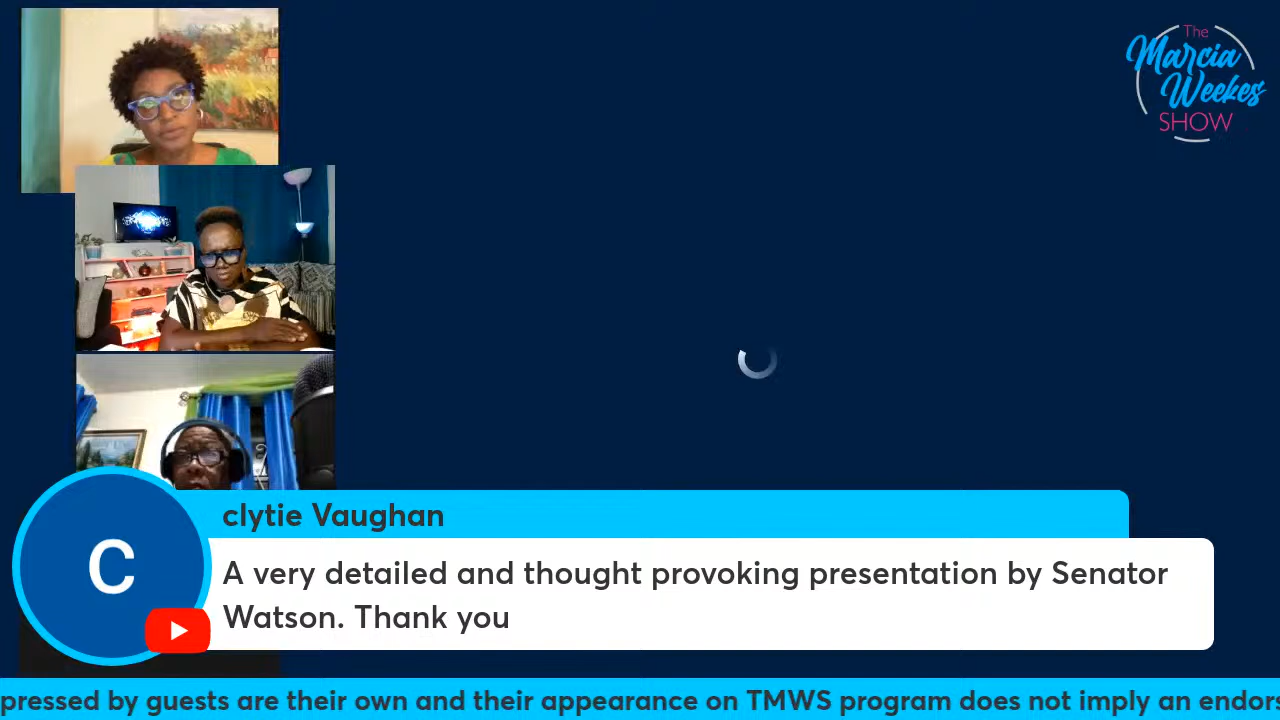 The
Marcia
Weekes
SHOW
clytie Vaughan
C
A very detailed and thought provoking presentation by Senator
Watson. Thank you
pressed by guests are their own and their appearance on TMWS program does not imply an endors